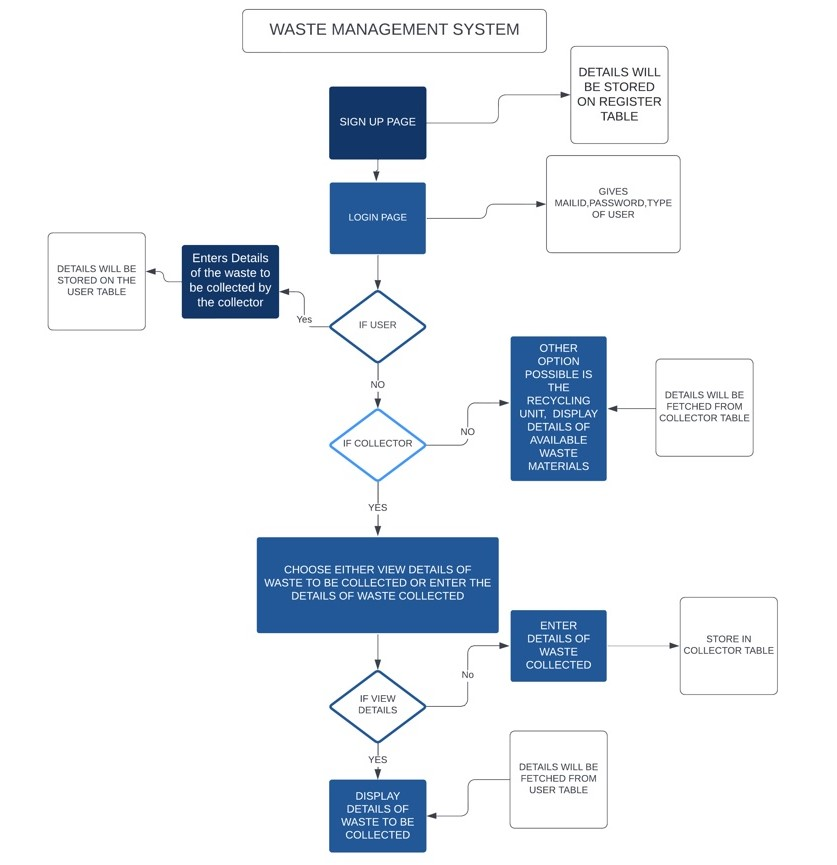 WASTE MANAGEMENT SYSTEM
DETAILS WILL
BE STORED
ON REGISTER
TABLE
SIGN UP PAGE
GIVES
MAILID,PASSWORD,TYPE
OF USER
LOGIN PAGE
DETAILS WILL BE
STORED ON THE
USER TABLE
Enters Details
of the waste to
be collected by
the collector
Yes
IF USER
NO
OTHER
OPTION
POSSIBLE IS
THE
RECYCLING
UNIT, DISPLAY
DETAILS OF
AVAILABLE
WASTE
MATERIALS
DETAILS WILL BE
FETCHED FROM
COLLECTOR TABLE
IF COLLECTOR
NO
YES
CHOOSE EITHER VIEW DETAILS OF
WASTE TO BE COLLECTED OR ENTER THE
DETAILS OF WASTE COLLECTED
ENTER
DETAILS OF
WASTE
COLLECTED
STORE IN
COLLECTOR TABLE
No
IF VIEW
DETAILS
YES
DETAILS WILL BE
FETCHED FROM
USER TABLE
DISPLAY
DETAILS OF
WASTE TO BE
COLLECTED